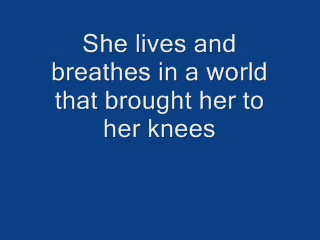 She lives and
breathes in a world
that brought her to
her knees